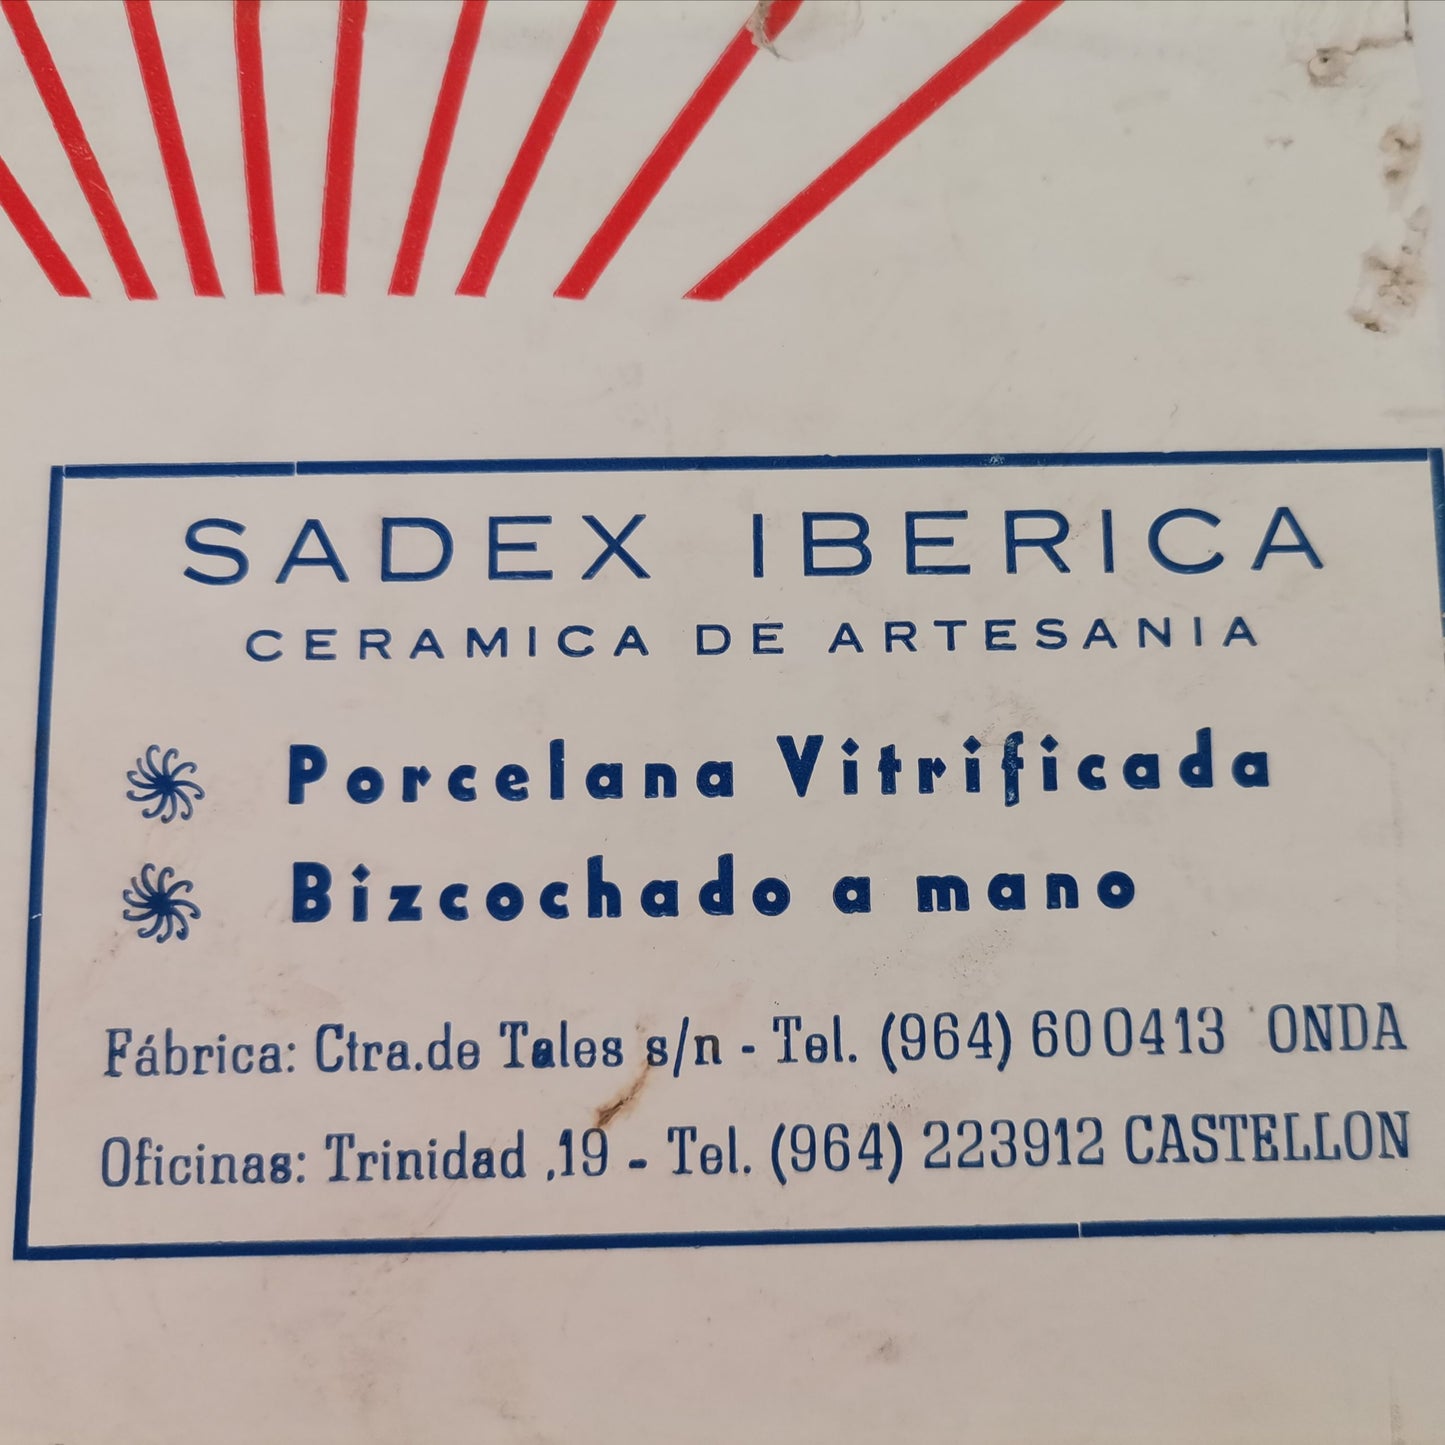 SADEX IBERICA
CERAMICA DE ARTESANIA
Porcelana Vitrificada
Bizcochado a mano
Fábrica: Ctra.de Tales s/n - Tel. (964) 600413 ONDA
Oficinas: Trinidad ,19 - Tel. (964) 223912 CASTELLON